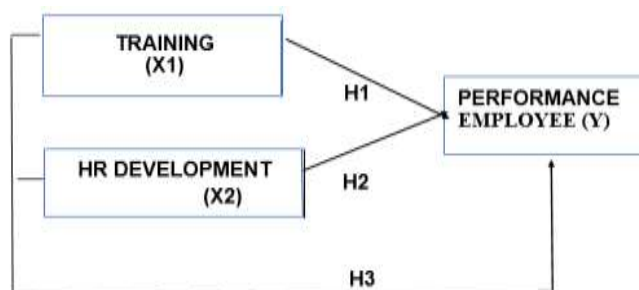 TRAINING
(X1)
H1
PERFORMANCE
EMPLOYEE (Y)
HR DEVELOPMENT
(X2)
H2
H3